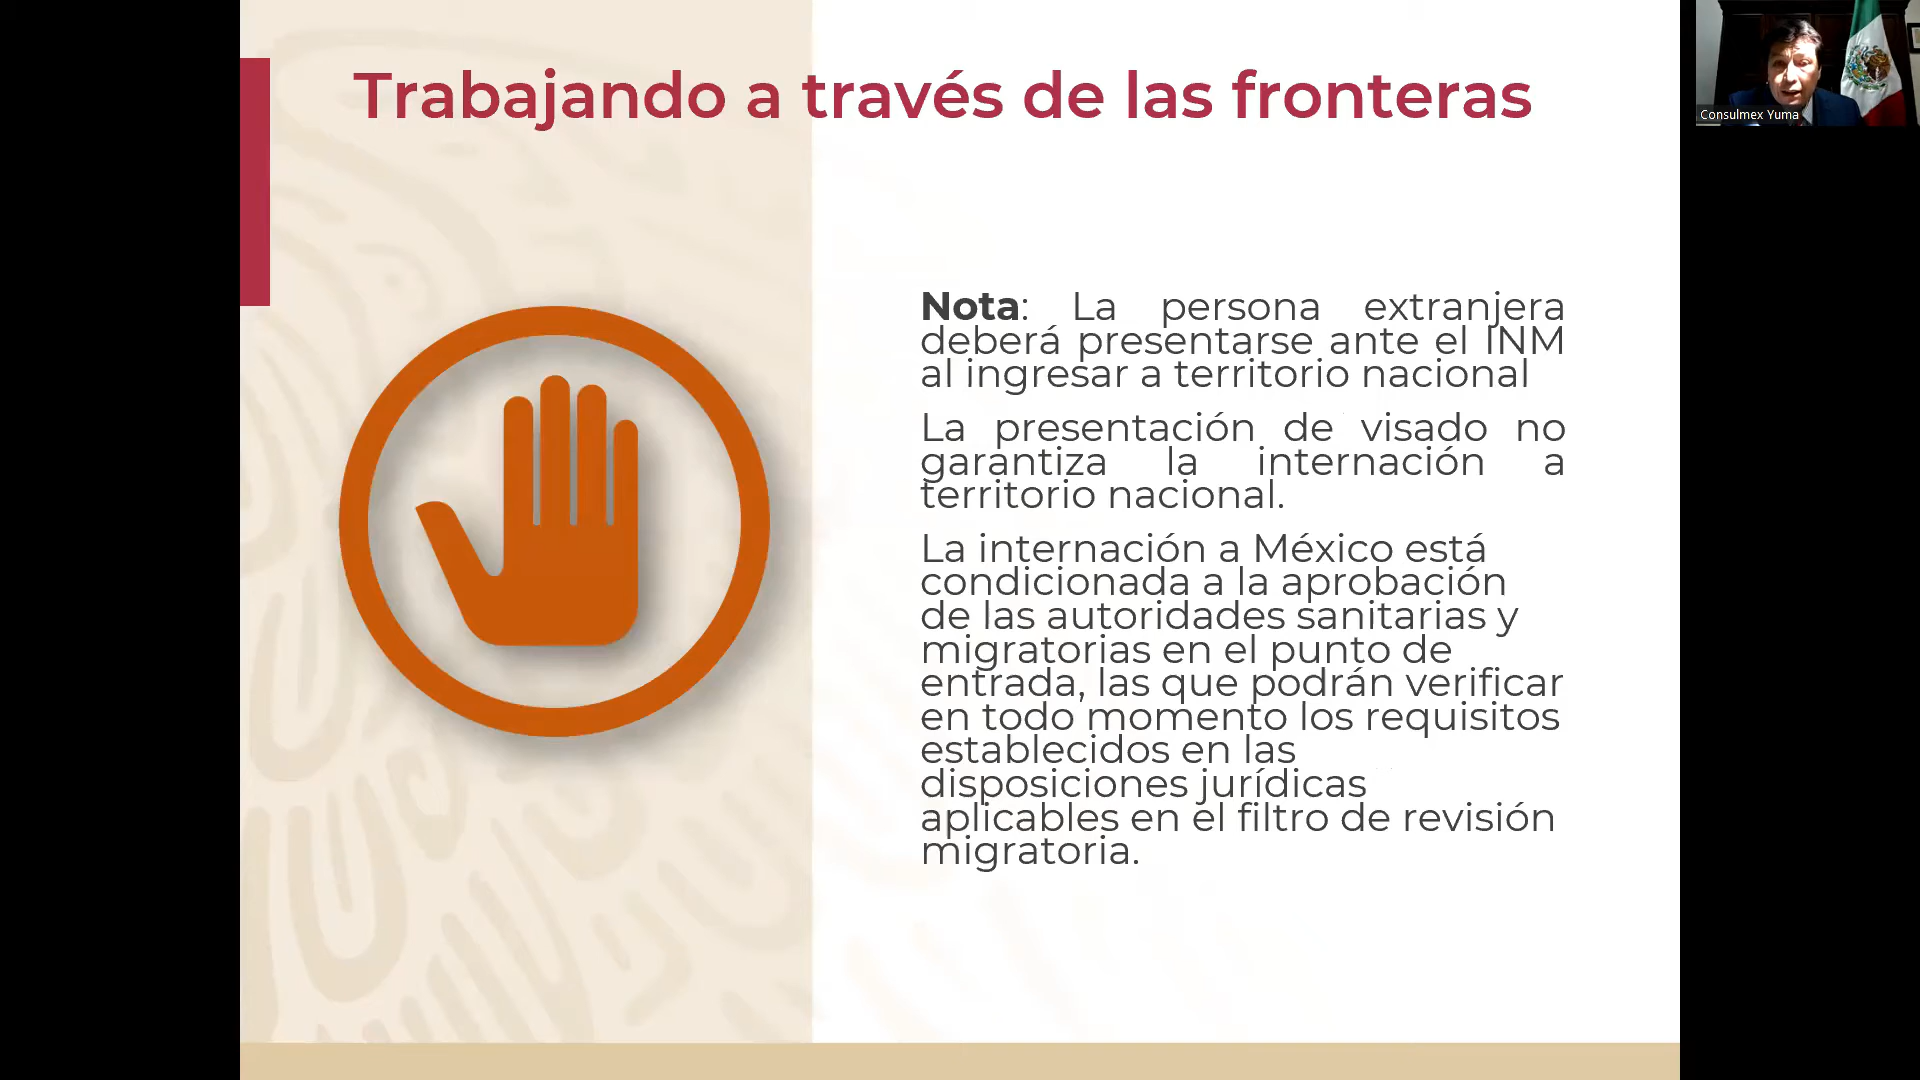 Trabajando a través de las fronteras
Consulmex Yuma
Nota: La persona extranjera
deberá presentarse ante el INM
al ingresar a territorio nacional
La presentación de visado no
garantiza la internación a
territorio nacional.
La internación a México está
condicionada a la aprobación
de las autoridades sanitarias y
migratorias en el punto de
entrada, las que podrán verificar
en todo momento los requisitos
establecidos en las
disposiciones jurídicas
aplicables en el filtro de revisión
migratoria.